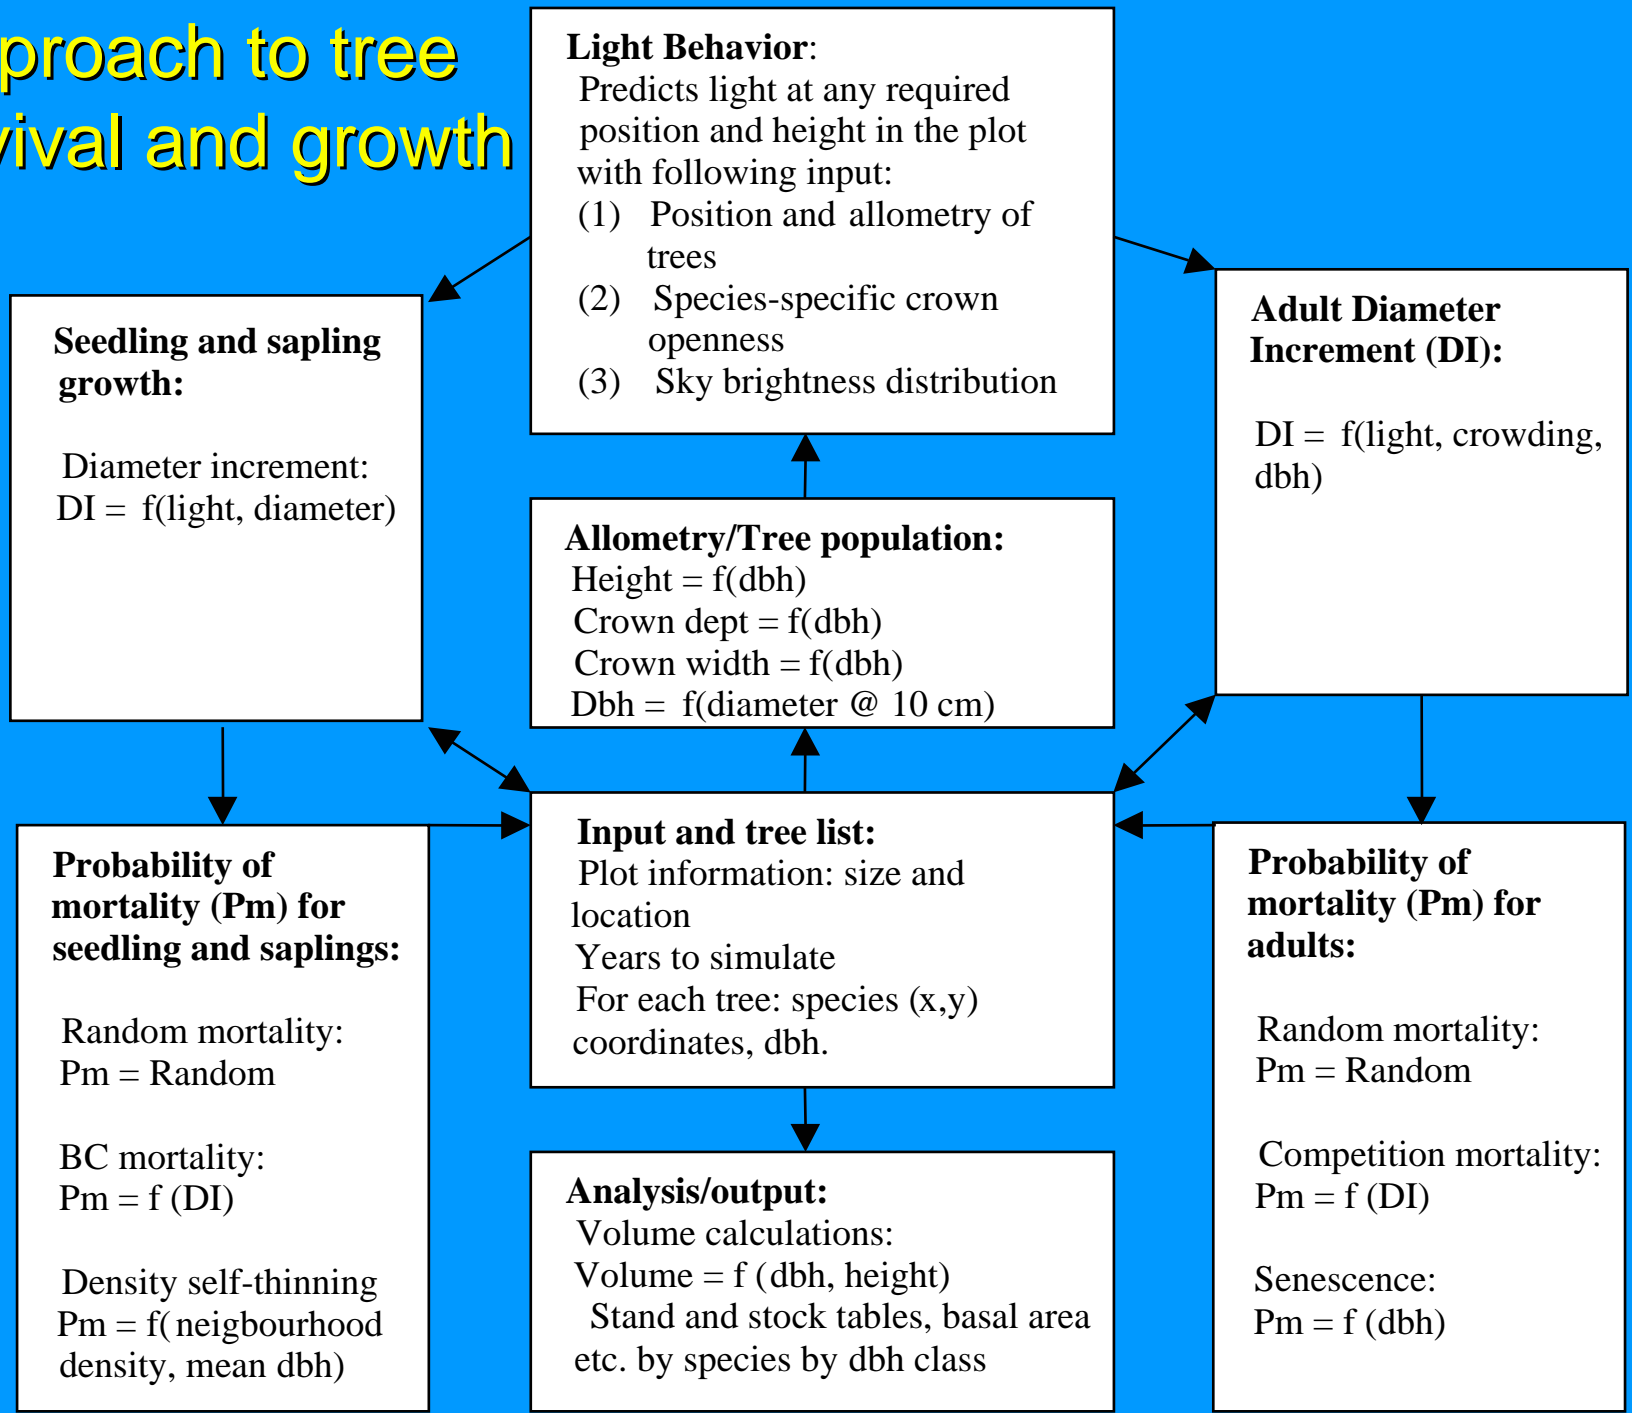 proach to tree
vival and growth
Light Behavior:
Predicts light at any required
position and height in the plot
with following input:
(1) Position and allometry of
trees
(2) Species-specific crown
openness
(3) Sky brightness distribution
Seedling and sapling
growth:
Diameter increment:
DI = f(light, diameter)
Adult Diameter
Increment (DI):
DI = f(light, crowding,
dbh)
Allometry/Tree population:
Height = f(dbh)
Crown dept = f(dbh)
Crown width = f(dbh)
Dbh = f(diameter @ 10 cm)
Probability of
mortality (Pm) for
seedling and saplings:
Random mortality:
Pm = Random
BC mortality:
Pm = f (DI)
Density self-thinning
Pm = f(neigbourhood
density, mean dbh)
Input and tree list:
Plot information: size and
location
Years to simulate
For each tree: species (x,y)
coordinates, dbh.
Probability of
mortality (Pm) for
adults:
Random mortality:
Pm = Random
Competition mortality:
Pm = f (DI)
Senescence:
Pm = f (dbh)
Analysis/output:
Volume calculations:
Volume = f (dbh, height)
Stand and stock tables, basal area
etc. by species by dbh class